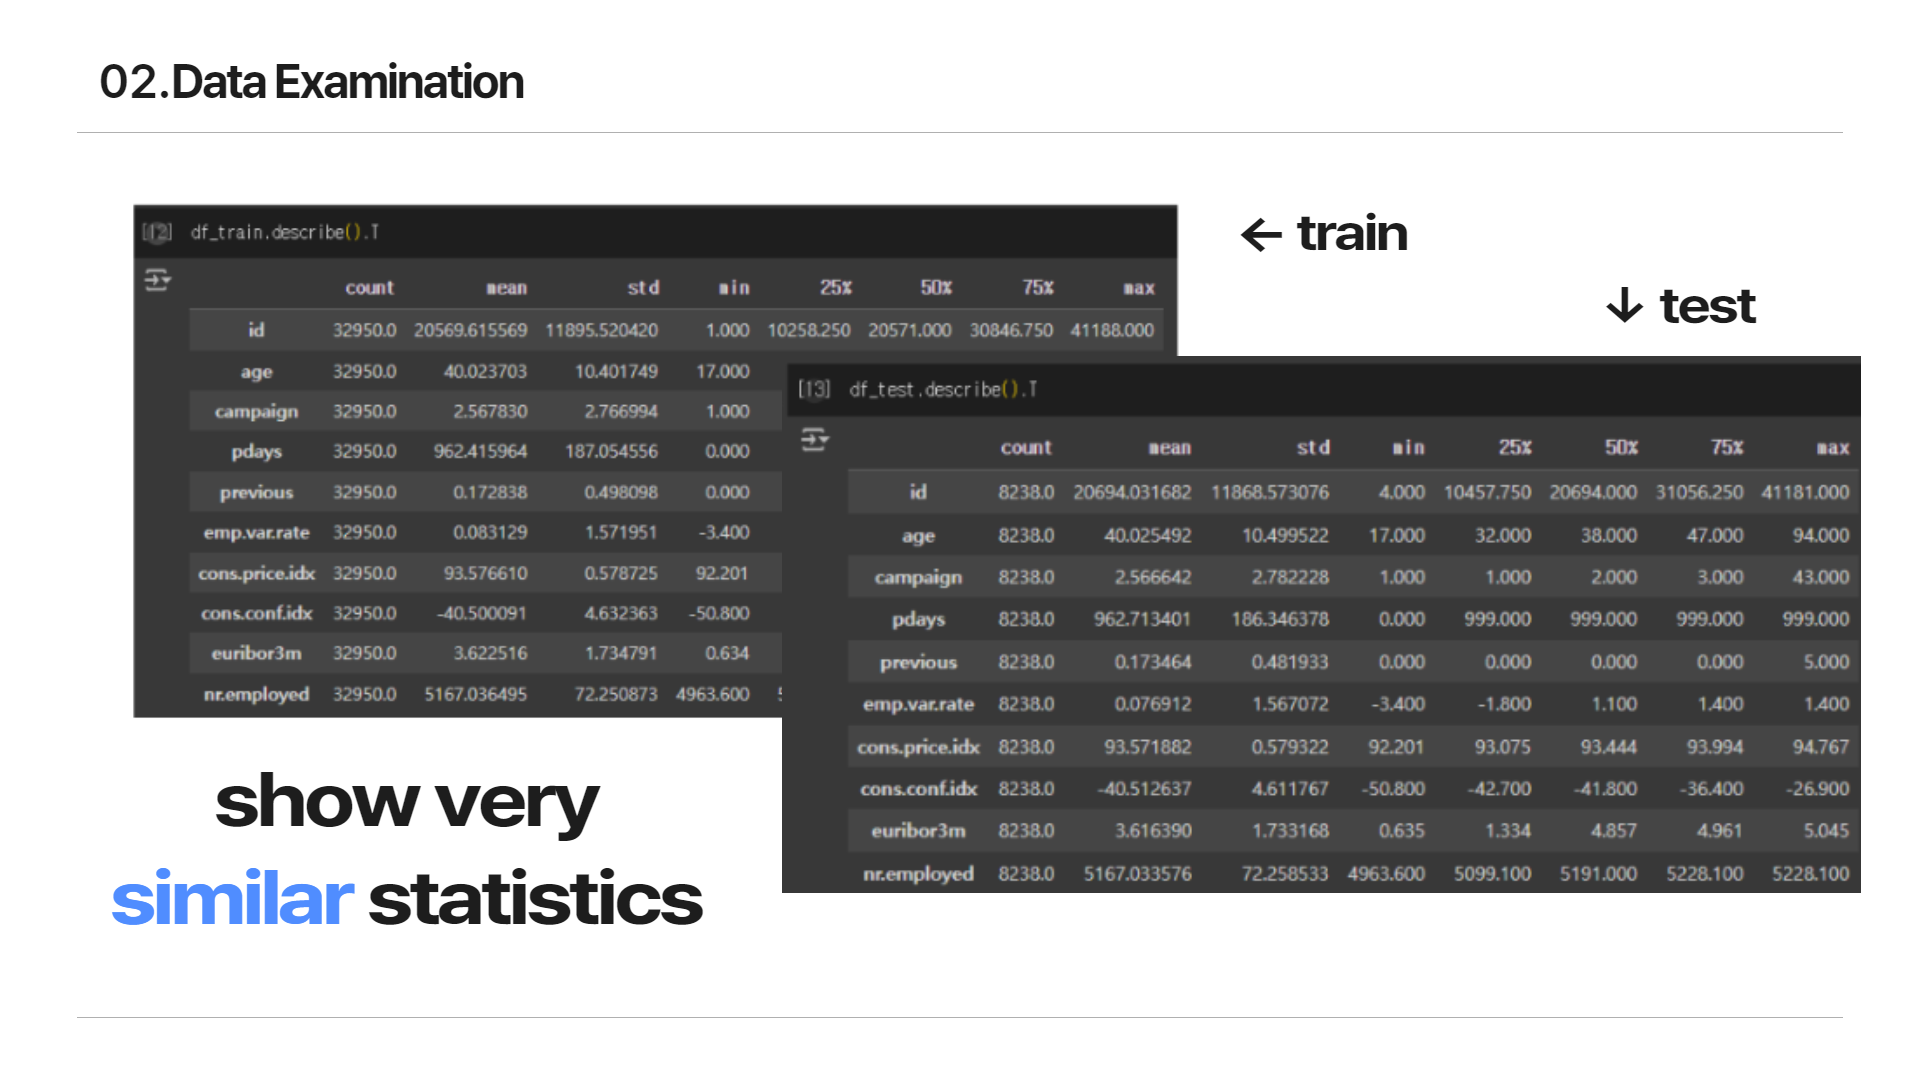 02.Data Examination
← train
↓ test
[12] df_train.describe().T
count mean std min 25% 50% 75% max
id 32950.0 20569.615569 11895.520420 1.000 10258.250 20571.000 30846.750 41188.000
age 32950.0 40.023703 10.401749 17.000
campaign 32950.0 2.567830 2.766994 1.000
pdays 32950.0 962.415964 187.054556 0.000
previous 32950.0 0.172838 0.498098 0.000
emp.var.rate 32950.0 0.083129 1.571951 -3.400
cons.price.idx 32950.0 93.576610 0.578725 92.201
cons.conf.idx 32950.0 -40.500091 4.632363 -50.800
euribor3m 32950.0 3.622516 1.734791 0.634
nr.employed 32950.0 5167.036495 72.250873 4963.600
[13] df_test.describe().T
count mean std min 25% 50% 75% max
id 8238.0 20694.031682 11868.573076 4.000 10457.750 20694.000 31056.250 41181.000
age 8238.0 40.025492 10.499522 17.000 32.000 38.000 47.000 94.000
campaign 8238.0 2.566642 2.782228 1.000 1.000 2.000 3.000 43.000
pdays 8238.0 962.713401 186.346378 0.000 999.000 999.000 999.000 999.000
previous 8238.0 0.173464 0.481933 0.000 0.000 0.000 0.000 5.000
emp.var.rate 8238.0 0.076912 1.567072 -3.400 -1.800 1.100 1.400 1.400
cons.price.idx 8238.0 93.571882 0.579322 92.201 93.075 93.444 93.994 94.767
cons.conf.idx 8238.0 -40.512637 4.611767 -50.800 -42.700 -41.800 -36.400 -26.900
euribor3m 8238.0 3.616390 1.733168 0.635 1.334 4.857 4.961 5.045
nr.employed 8238.0 5167.033576 72.258533 4963.600 5099.100 5191.000 5228.100 5228.100
show very
similar statistics